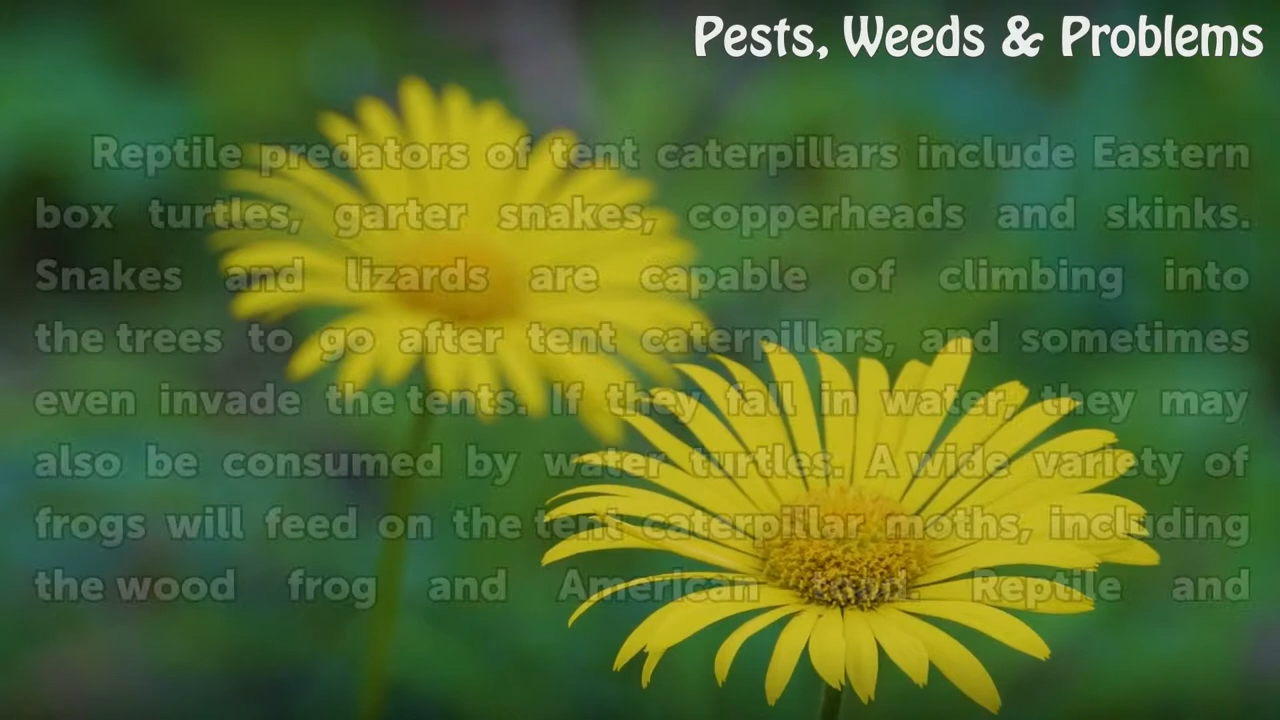 Pests, Weeds & Problems
Reptile predators of tent caterpillars include Eastern
box turtles, garter snakes, copperheads and skinks.
Snakes and lizards are capable of climbing into
the trees to go after tent caterpillars, and sometimes
even invade the tents. If they fall in water, they may
also be consumed by water turtles. A wide variety of
frogs will feed on the tent caterpillar moths, including
the wood frog and American toad. Reptile and